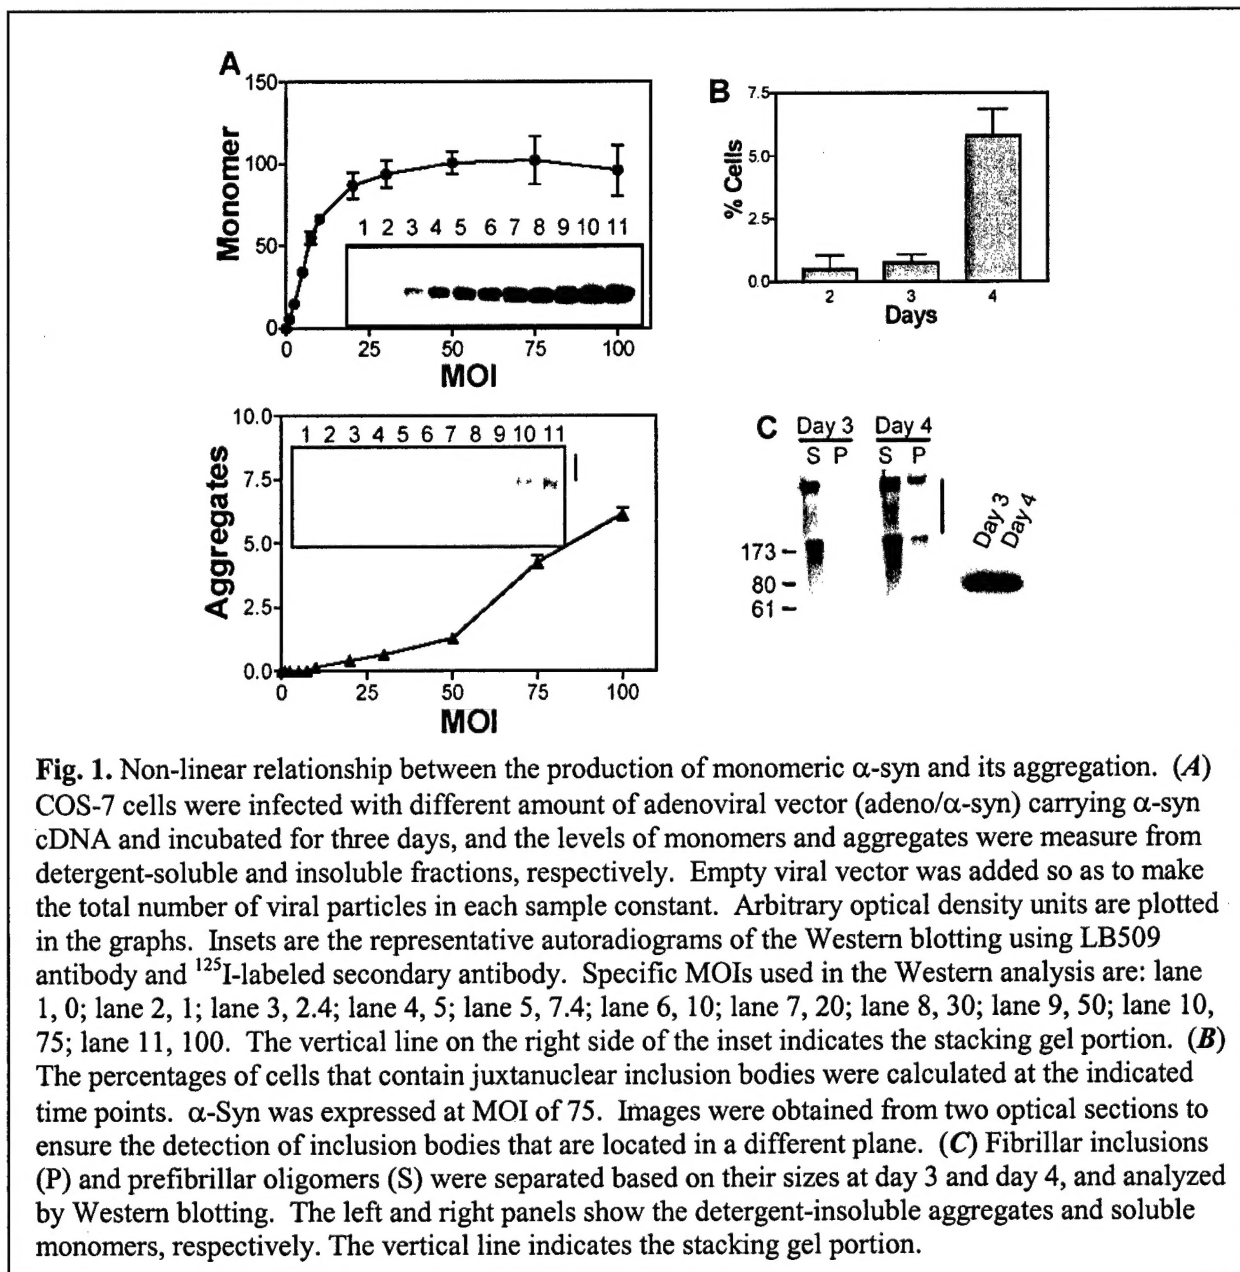 A
150
100
50
0
Monomer
1 2 3 4 5 6 7 8 9 10 11
0 25 50 75 100
MOI
B
7.5
5.0
2.5
0.0
% Cells
2 3 4
Days
10.0
7.5
5.0
2.5
0.0
Aggregates
1 2 3 4 5 6 7 8 9 10 11
0 25 50 75 100
MOI
C Day 3 Day 4
S P S P
173
80
61
Day 3
Day 4
Fig. 1. Non-linear relationship between the production of monomeric α-syn and its aggregation. (A)
COS-7 cells were infected with different amount of adenoviral vector (adeno/α-syn) carrying α-syn
cDNA and incubated for three days, and the levels of monomers and aggregates were measure from
detergent-soluble and insoluble fractions, respectively. Empty viral vector was added so as to make
the total number of viral particles in each sample constant. Arbitrary optical density units are plotted
in the graphs. Insets are the representative autoradiograms of the Western blotting using LB509
antibody and ¹²⁵I-labeled secondary antibody. Specific MOIs used in the Western analysis are: lane
1, 0; lane 2, 1; lane 3, 2.4; lane 4, 5; lane 5, 7.4; lane 6, 10; lane 7, 20; lane 8, 30; lane 9, 50; lane 10,
75; lane 11, 100. The vertical line on the right side of the inset indicates the stacking gel portion. (B)
The percentages of cells that contain juxtanuclear inclusion bodies were calculated at the indicated
time points. α-Syn was expressed at MOI of 75. Images were obtained from two optical sections to
ensure the detection of inclusion bodies that are located in a different plane. (C) Fibrillar inclusions
(P) and prefibrillar oligomers (S) were separated based on their sizes at day 3 and day 4, and analyzed
by Western blotting. The left and right panels show the detergent-insoluble aggregates and soluble
monomers, respectively. The vertical line indicates the stacking gel portion.